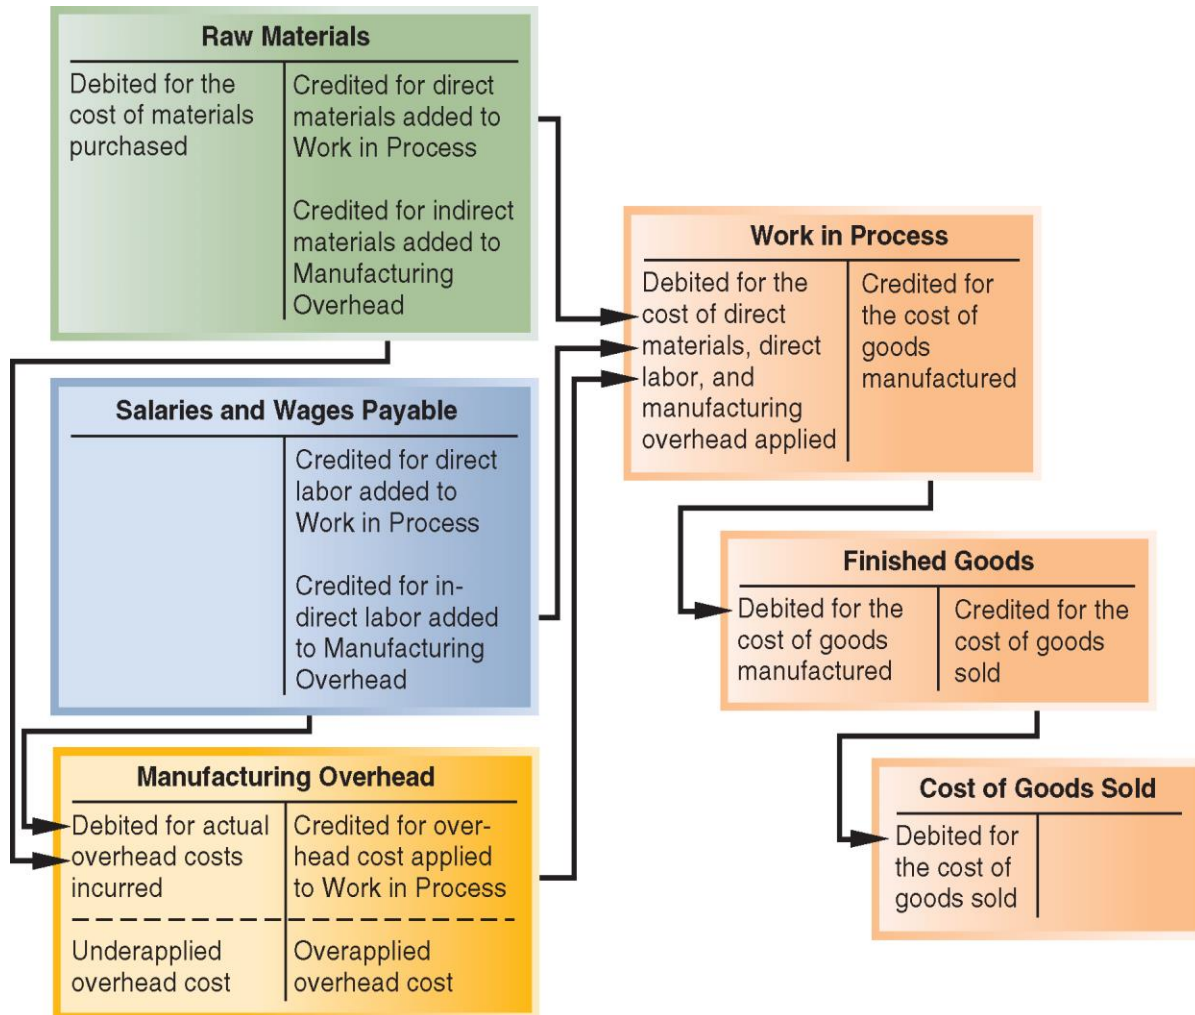 Raw Materials
Debited for the
cost of materials
purchased
Credited for direct
materials added to
Work in Process
Credited for indirect
materials added to
Manufacturing
Overhead
Salaries and Wages Payable
Credited for direct
labor added to
Work in Process
Credited for in-
direct labor added
to Manufacturing
Overhead
Manufacturing Overhead
Debited for actual
overhead costs
incurred
Credited for over-
head cost applied
to Work in Process
Underapplied
overhead cost
Overapplied
overhead cost
Work in Process
Debited for the
cost of direct
materials, direct
labor, and
manufacturing
overhead applied
Credited for
the cost of
goods
manufactured
Finished Goods
Debited for the
cost of goods
manufactured
Credited for the
cost of goods
sold
Cost of Goods Sold
Debited for
the cost of
goods sold